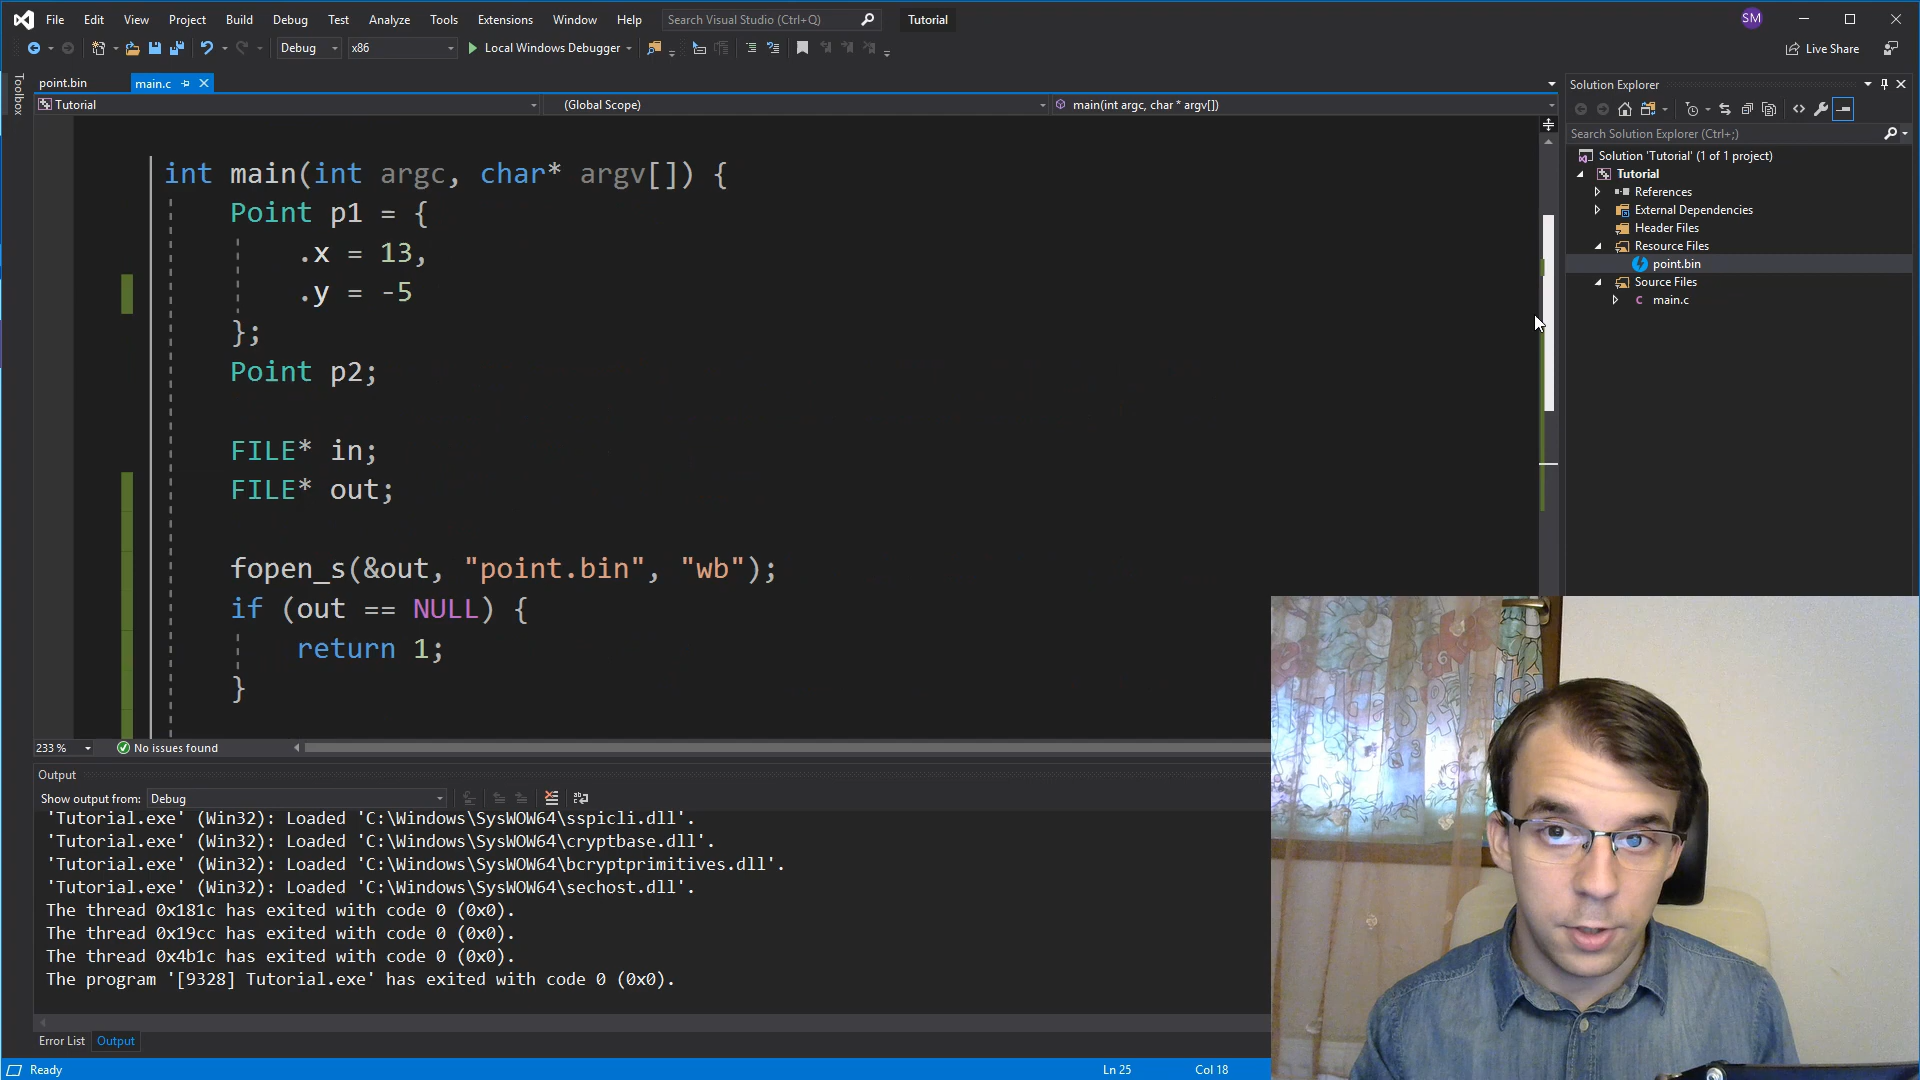 File Edit View Project Build Debug Test Analyze Tools Extensions Window Help Search Visual Studio (Ctrl+Q) Tutorial SM
Debug x86 Local Windows Debugger Live Share
Toolbox
point.bin main.c
Tutorial (Global Scope) main(int argc, char * argv[])
int main(int argc, char* argv[]) {
Point p1 = {
.x = 13,
.y = -5
};
Point p2;
FILE* in;
FILE* out;
fopen_s(&out, "point.bin", "wb");
if (out == NULL) {
return 1;
}
233 % No issues found
Solution Explorer
Search Solution Explorer (Ctrl+;)
Solution 'Tutorial' (1 of 1 project)
Tutorial
References
External Dependencies
Header Files
Resource Files
point.bin
Source Files
main.c
Output
Show output from: Debug
'Tutorial.exe' (Win32): Loaded 'C:\Windows\SysWOW64\sspicli.dll'.
'Tutorial.exe' (Win32): Loaded 'C:\Windows\SysWOW64\cryptbase.dll'.
'Tutorial.exe' (Win32): Loaded 'C:\Windows\SysWOW64\bcryptprimitives.dll'.
'Tutorial.exe' (Win32): Loaded 'C:\Windows\SysWOW64\sechost.dll'.
The thread 0x181c has exited with code 0 (0x0).
The thread 0x19cc has exited with code 0 (0x0).
The thread 0x4b1c has exited with code 0 (0x0).
The program '[9328] Tutorial.exe' has exited with code 0 (0x0).
Error List Output
Ready Ln 25 Col 18